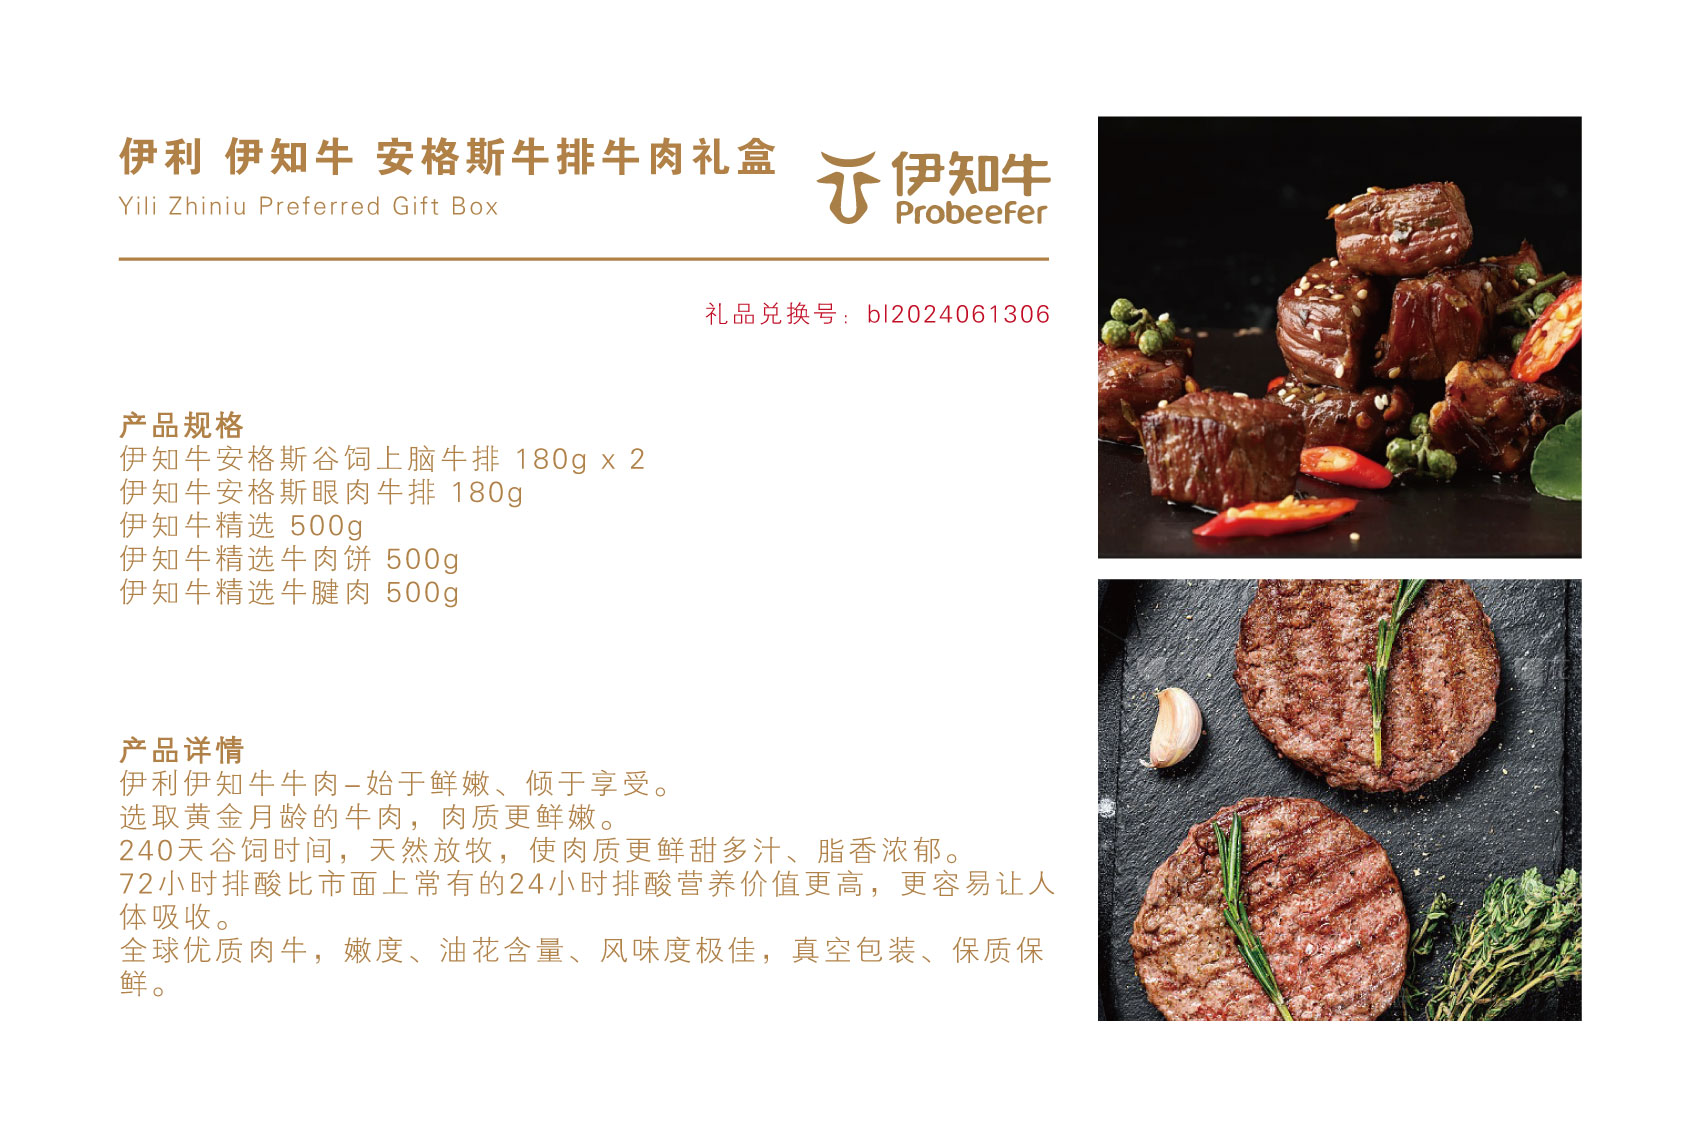 伊利 伊知牛 安格斯牛排牛肉礼盒
Yili Zhiniu Preferred Gift Box
伊知牛
Probeefer
礼品兑换号：bl2024061306
产品规格
伊知牛安格斯谷饲上脑牛排 180g x 2
伊知牛安格斯眼肉牛排 180g
伊知牛精选 500g
伊知牛精选牛肉饼 500g
伊知牛精选牛腱肉 500g
产品详情
伊利伊知牛牛肉–始于鲜嫩、倾于享受。
选取黄金月龄的牛肉，肉质更鲜嫩。
240天谷饲时间，天然放牧，使肉质更鲜甜多汁、脂香浓郁。
72小时排酸比市面上常有的24小时排酸营养价值更高，更容易让人
体吸收。
全球优质肉牛，嫩度、油花含量、风味度极佳，真空包装、保质保
鲜。